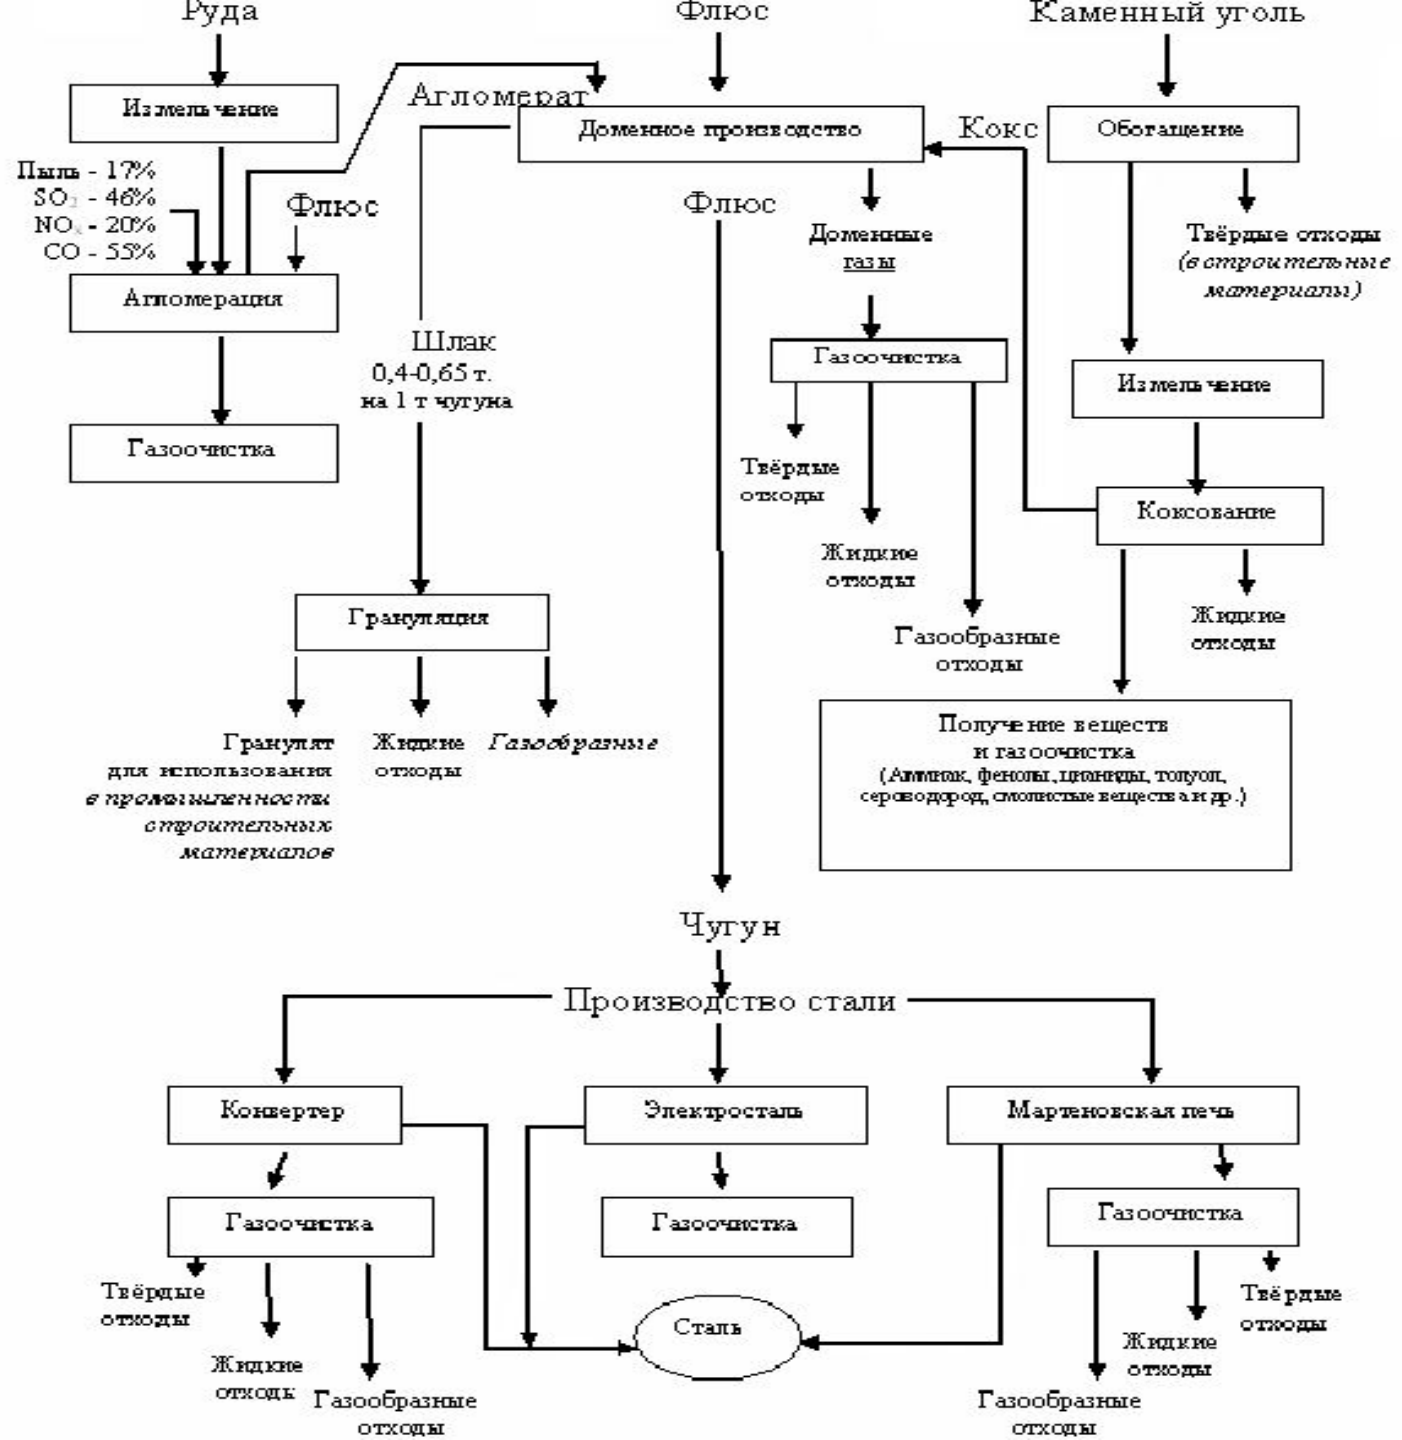 Руда
Флюс
Каменный уголь
Измельчение
Агломерат
Доменное производство
Кокс
Обогащение
Пыль - 17%
SO₂ - 46%
NOₓ - 20%
CO - 55%
Флюс
Флюс
Доменные
газы
Твёрдые отходы
(в строительные
материалы)
Агломерация
Шлак
0,4-0,65 т.
на 1 т чугуна
Газоочистка
Измельчение
Газоочистка
Твёрдые
отходы
Коксование
Жидкие
отходы
Газообразные
отходы
Жидкие
отходы
Грануляция
Гранулят
для использования
в промышленности
строительных
материалов
Жидкие
отходы
Газообразные
Получение веществ
и газоочистка
(Аммиак, фенолы, цианиды, толуол,
сероводород, смолистые вещества и др.)
Чугун
Производство стали
Конвертер
Электросталь
Мартеновская печь
Газоочистка
Газоочистка
Газоочистка
Твёрдые
отходы
Жидкие
отходь
Газообразные
отходы
Сталь
Твёрдые
отходы
Жидкие
отходы
Газообразные
отходы